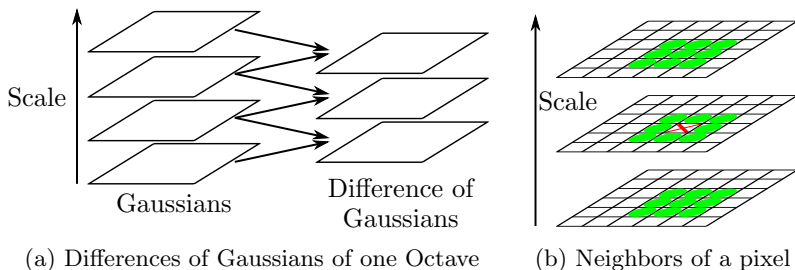 Scale
Gaussians
Difference of
Gaussians
(a) Differences of Gaussians of one Octave
Scale
(b) Neighbors of a pixel